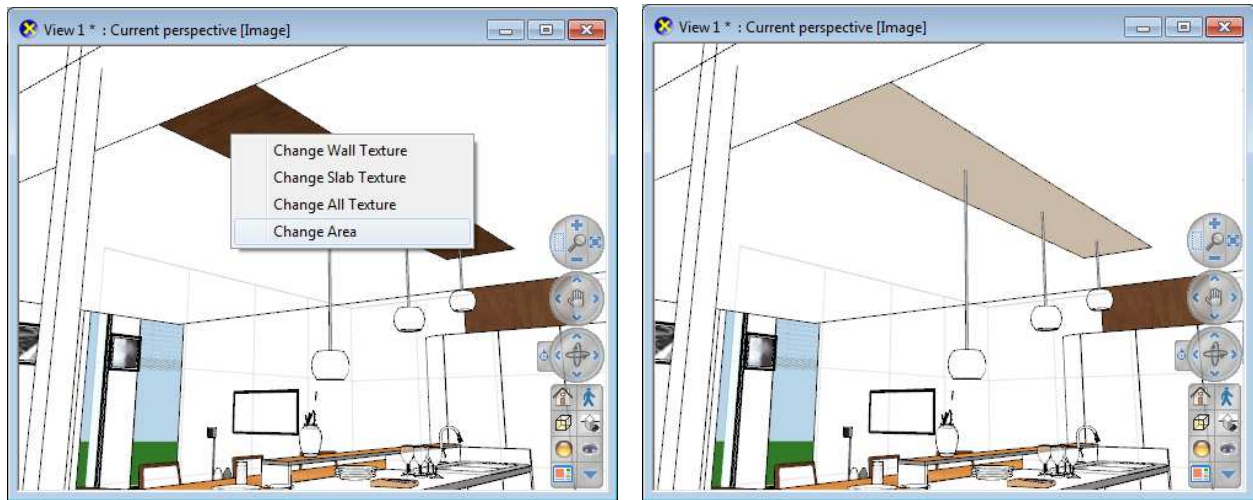 View 1 * : Current perspective [Image]
Change Wall Texture
Change Slab Texture
Change All Texture
Change Area
View 1 * : Current perspective [Image]